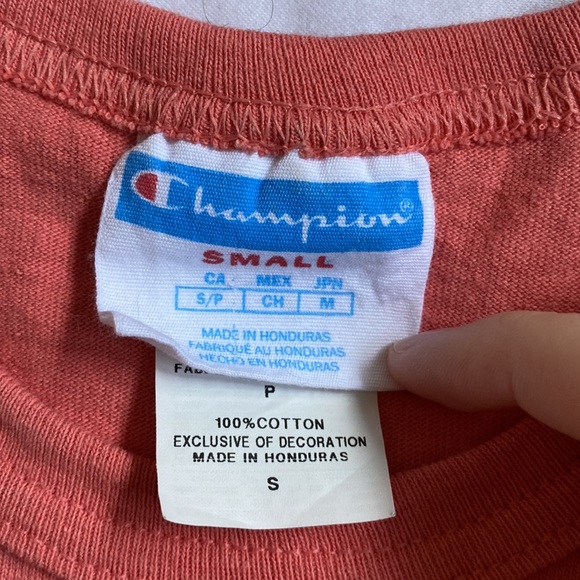 Champion®
SMALL
CA MEX JPN
S/P CH M
MADE IN HONDURAS
FABRIQUÉ AU HONDURAS
HECHO EN HONDURAS
P
100% COTTON
EXCLUSIVE OF DECORATION
MADE IN HONDURAS
S